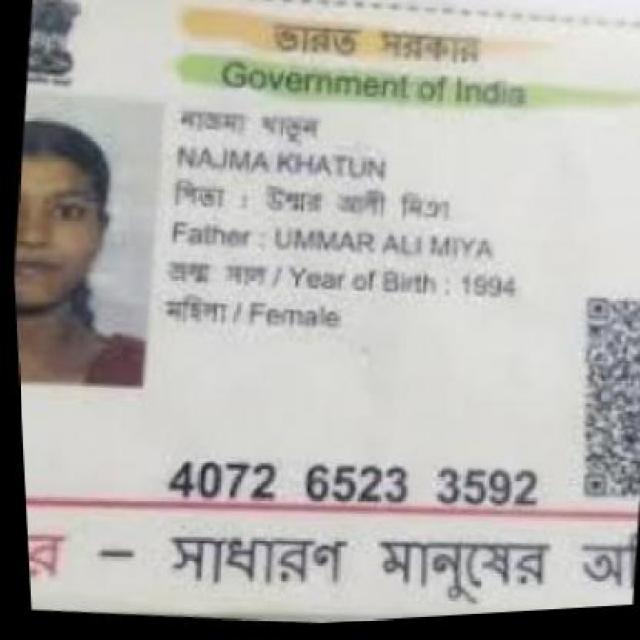 ভারত সরকার
Government of India
নাজমা খাতুন
NAJMA KHATUN
পিতা : উম্মর আলী মিঞা
Father : UMMAR ALI MIYA
জন্ম সাল / Year of Birth : 1994
মহিলা / Female
4072 6523 3592
– সাধারণ মানুষের